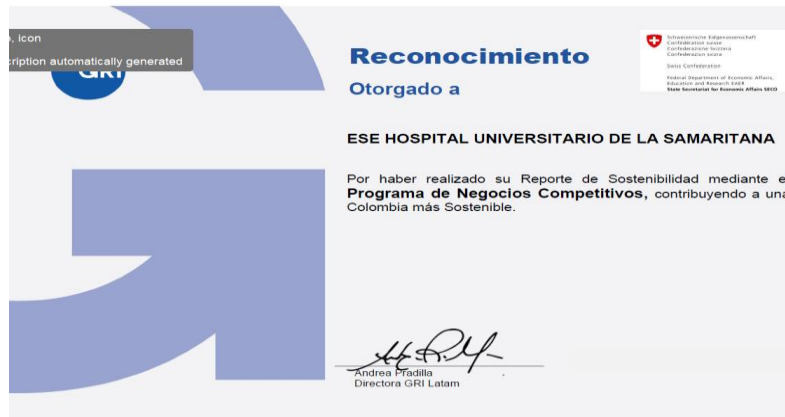 , icon
cription automatically generated
GRI
Reconocimiento
Otorgado a
Schweizerische Eidgenossenschaft
Confédération suisse
Confederazione Svizzera
Confederaziun svizra
Swiss Confederation
Federal Department of Economic Affairs,
Education and Research EAER
State Secretariat for Economic Affairs SECO
ESE HOSPITAL UNIVERSITARIO DE LA SAMARITANA
Por haber realizado su Reporte de Sostenibilidad mediante e
Programa de Negocios Competitivos, contribuyendo a una
Colombia más Sostenible.
Andrea Pradilla
Directora GRI Latam